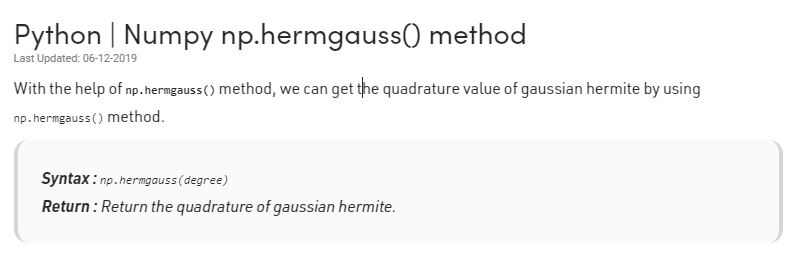 Python | Numpy np.hermgauss() method
Last Updated: 06-12-2019
With the help of np.hermgauss() method, we can get the quadrature value of gaussian hermite by using
np.hermgauss() method.
Syntax : np.hermgauss(degree)
Return : Return the quadrature of gaussian hermite.